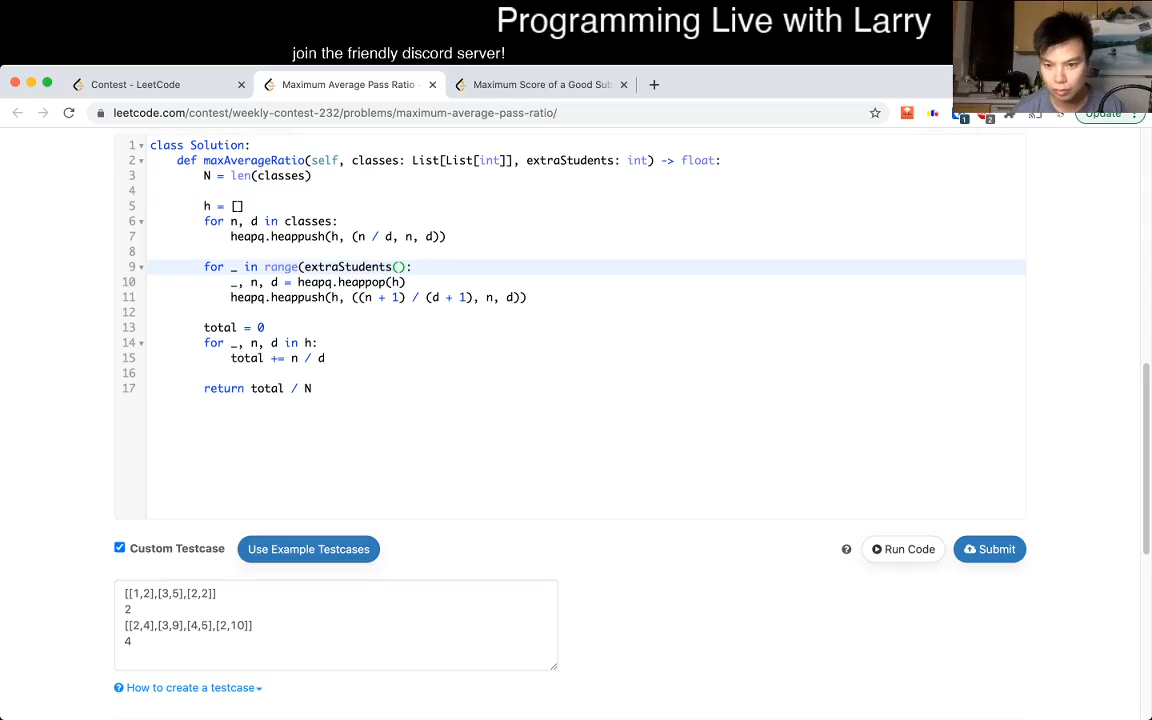 Programming Live with Larry
join the friendly discord server!
Contest - LeetCode
Maximum Average Pass Ratio
Maximum Score of a Good Sub
leetcode.com/contest/weekly-contest-232/problems/maximum-average-pass-ratio/
1
2
Update
1 class Solution:
2 def maxAverageRatio(self, classes: List[List[int]], extraStudents: int) -> float:
3 N = len(classes)
4
5 h = []
6 for n, d in classes:
7 heapq.heappush(h, (n / d, n, d))
8
9 for _ in range(extraStudents():
10 _, n, d = heapq.heappop(h)
11 heapq.heappush(h, ((n + 1) / (d + 1), n, d))
12
13 total = 0
14 for _, n, d in h:
15 total += n / d
16
17 return total / N
Custom Testcase
Use Example Testcases
Run Code
Submit
[[1,2],[3,5],[2,2]]
2
[[2,4],[3,9],[4,5],[2,10]]
4
How to create a testcase